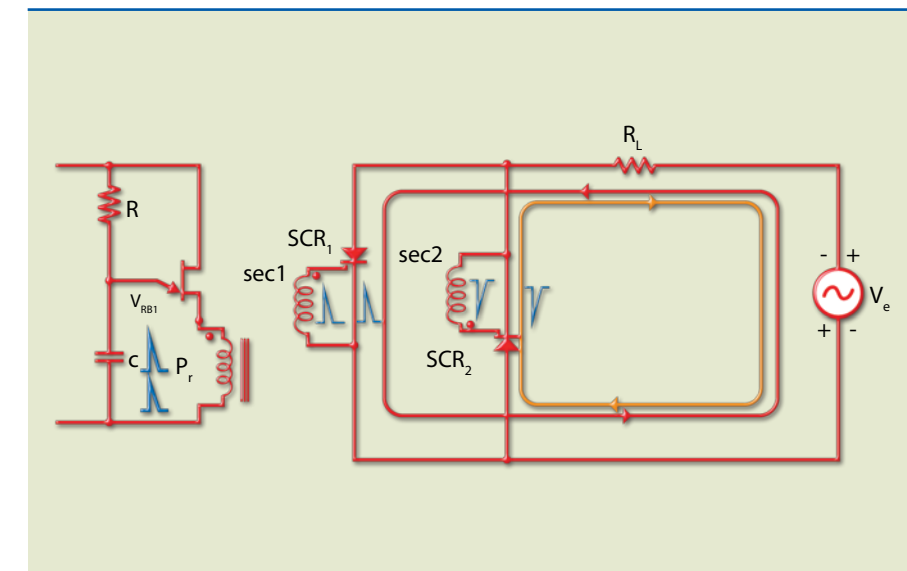 R_L
R
SCR_1
sec1
sec2
- +
V_e
V_RB1
+ -
c
P_r
SCR_2